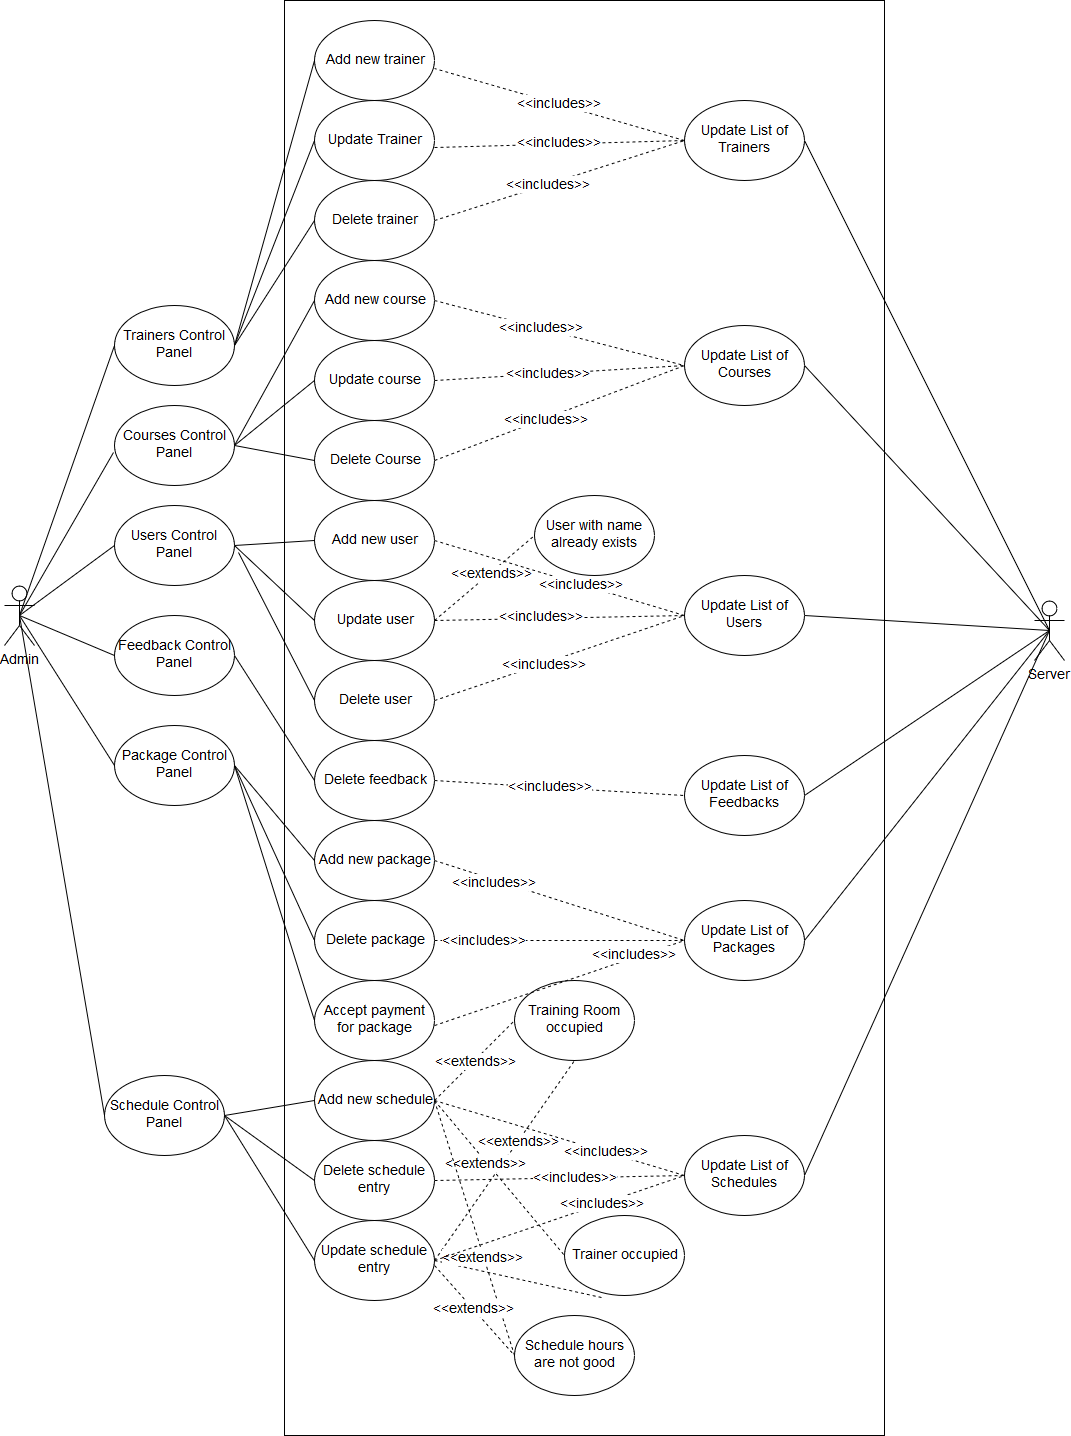 Add new trainer
<<includes>>
Update Trainer
<<includes>>
Update List of
Trainers
<<includes>>
Delete trainer
Add new course
<<includes>>
Trainers Control
Panel
Update course
<<includes>>
Update List of
Courses
<<includes>>
Courses Control
Panel
Delete Course
Users Control
Panel
Add new user
User with name
already exists
<<extends>>
<<includes>>
Update user
<<includes>>
Update List of
Users
Admin
Feedback Control
Panel
<<includes>>
Server
Delete user
Package Control
Panel
Delete feedback
<<includes>>
Update List of
Feedbacks
Add new package
<<includes>>
Delete package
<<includes>>
Update List of
Packages
<<includes>>
Accept payment
for package
Training Room
occupied
<<extends>>
Schedule Control
Panel
Add new schedule
<<extends>>
<<includes>>
<<extends>>
Delete schedule
entry
<<includes>>
Update List of
Schedules
<<includes>>
Update schedule
entry
<<extends>>
Trainer occupied
<<extends>>
Schedule hours
are not good